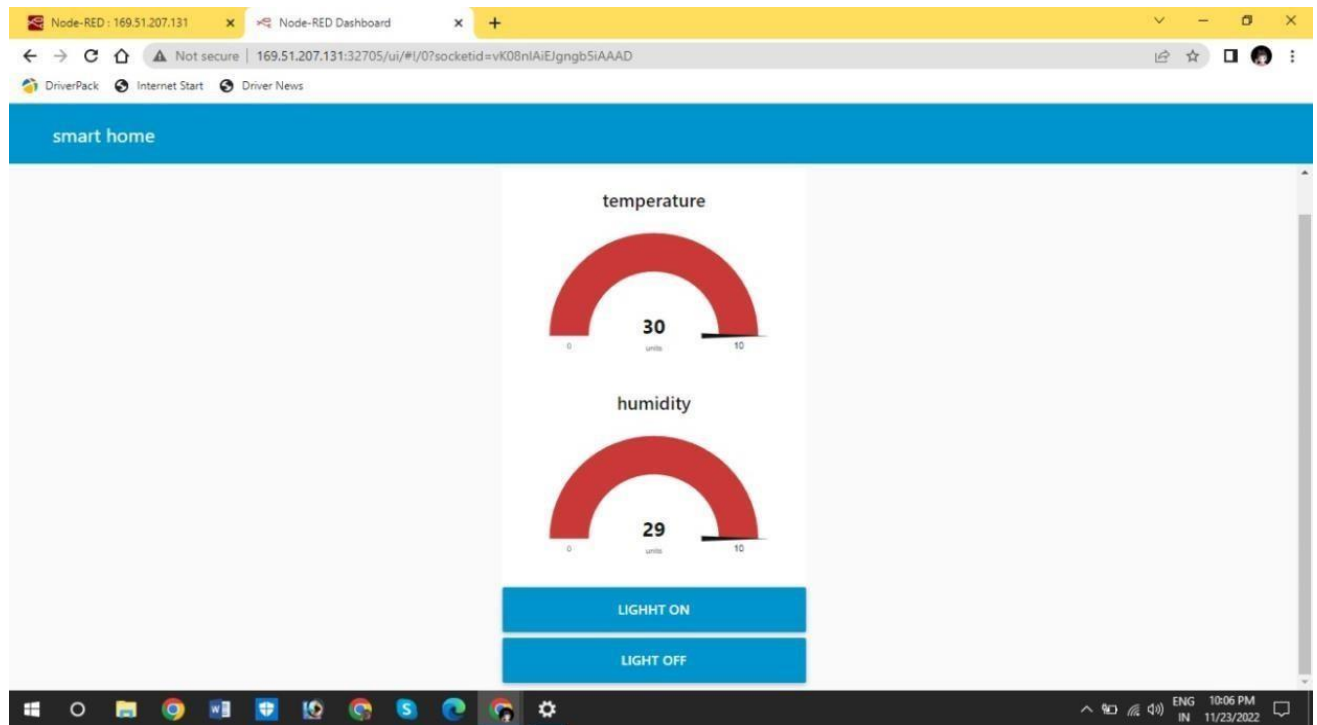 Node-RED : 169.51.207.131
Node-RED Dashboard
Not secure | 169.51.207.131:32705/ui/#!/0?socketid=vK08nIAiEJgngb5iAAAD
DriverPack Internet Start Driver News
smart home
temperature
30
units
0 10
humidity
29
units
0 10
LIGHHT ON
LIGHT OFF
ENG 10:06 PM
IN 11/23/2022